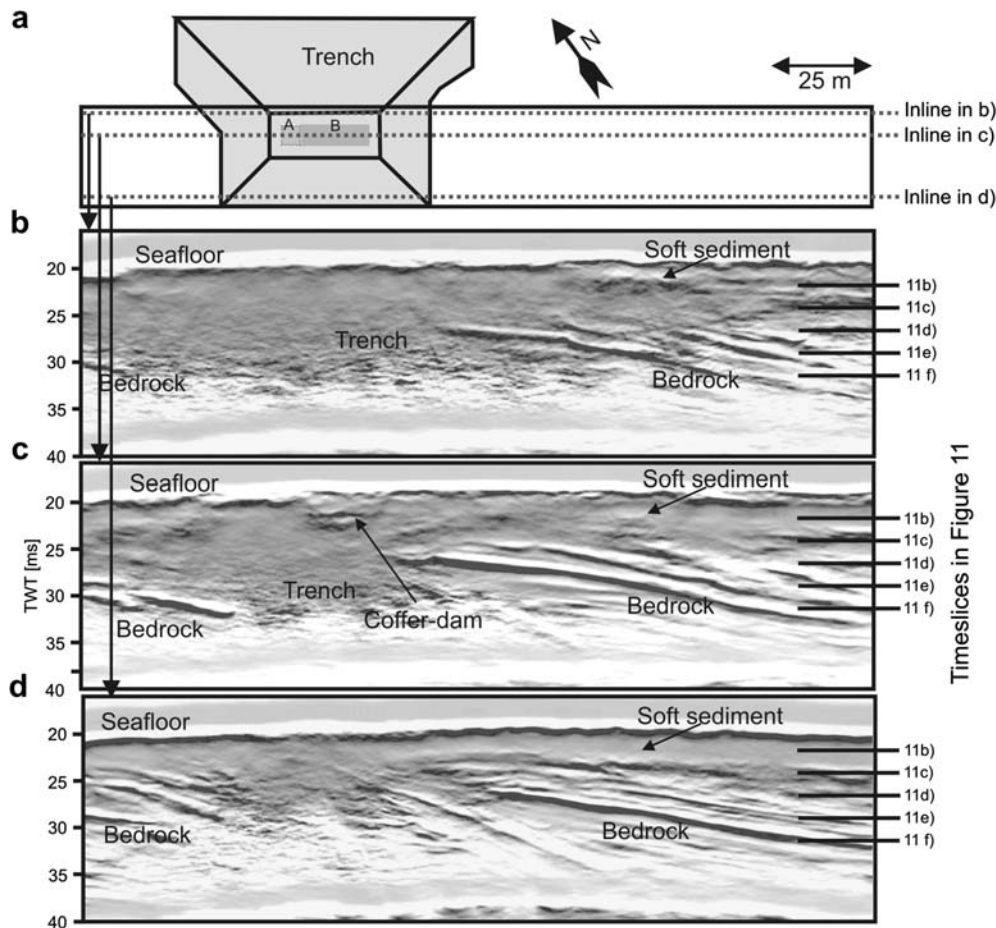 a
Trench
N
25 m
A
B
Inline in b)
Inline in c)
Inline in d)
b
Seafloor
Soft sediment
20
25
30
35
40
Trench
Bedrock
Bedrock
11b)
11c)
11d)
11e)
11 f)
c
Seafloor
Soft sediment
20
25
30
35
40
TWT [ms]
Trench
Coffer-dam
Bedrock
Bedrock
11b)
11c)
11d)
11e)
11 f)
Timeslices in Figure 11
d
Seafloor
Soft sediment
20
25
30
35
40
Bedrock
Bedrock
11b)
11c)
11d)
11e)
11 f)